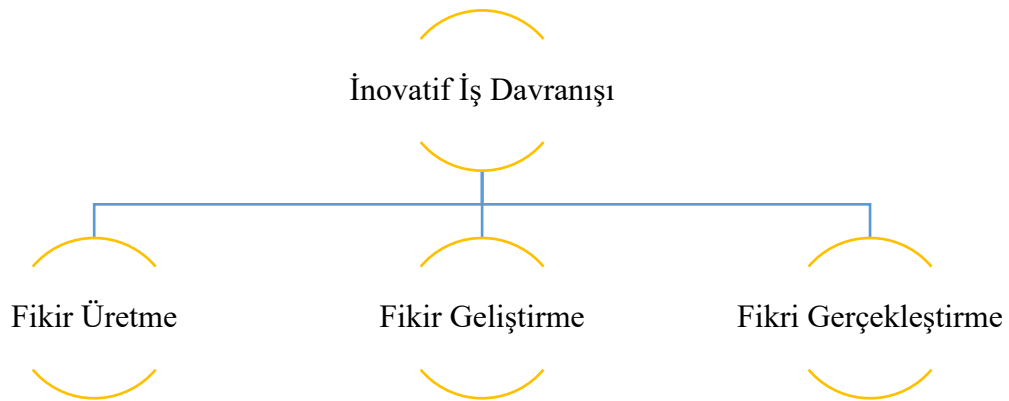 İnovatif İş Davranışı
Fikir Üretme
Fikir Geliştirme
Fikri Gerçekleştirme